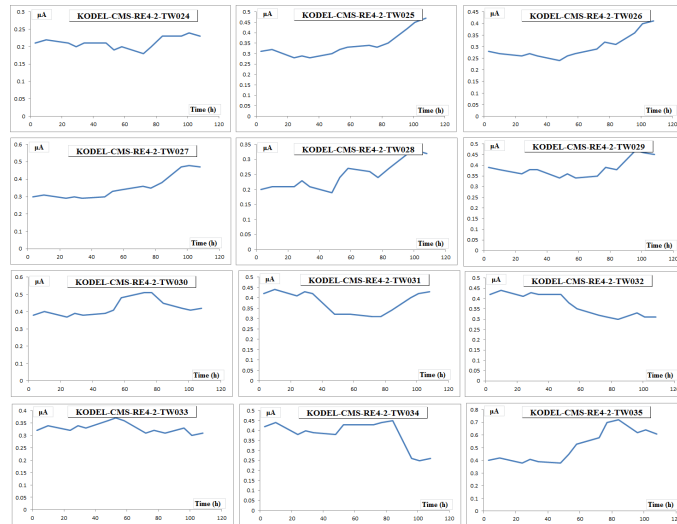 µA
KODEL-CMS-RE4-2-TW024
0.3
0.25
0.2
0.15
0.1
0.05
0
Time (h)
0 20 40 60 80 100 120
µA
KODEL-CMS-RE4-2-TW025
0.5
0.45
0.4
0.35
0.3
0.25
0.2
0.15
0.1
0.05
0
Time (h)
0 20 40 60 80 100 120
µA
KODEL-CMS-RE4-2-TW026
0.45
0.4
0.35
0.3
0.25
0.2
0.15
0.1
0.05
0
Time (h)
0 20 40 60 80 100 120
µA
KODEL-CMS-RE4-2-TW027
0.6
0.5
0.4
0.3
0.2
0.1
0
Time (h)
0 20 40 60 80 100 120
µA
KODEL-CMS-RE4-2-TW028
0.35
0.3
0.25
0.2
0.15
0.1
0.05
0
Time (h)
0 20 40 60 80 100 120
µA
KODEL-CMS-RE4-2-TW029
0.5
0.45
0.4
0.35
0.3
0.25
0.2
0.15
0.1
0.05
0
Time (h)
0 20 40 60 80 100 120
µA
KODEL-CMS-RE4-2-TW030
0.6
0.5
0.4
0.3
0.2
0.1
0
Time (h)
0 20 40 60 80 100 120
µA
KODEL-CMS-RE4-2-TW031
0.5
0.45
0.4
0.35
0.3
0.25
0.2
0.15
0.1
0.05
0
Time (h)
0 20 40 60 80 100 120
µA
KODEL-CMS-RE4-2-TW032
0.5
0.45
0.4
0.35
0.3
0.25
0.2
0.15
0.1
0.05
0
Time (h)
0 20 40 60 80 100 120
µA
KODEL-CMS-RE4-2-TW033
0.4
0.35
0.3
0.25
0.2
0.15
0.1
0.05
0
Time (h)
0 20 40 60 80 100 120
µA
KODEL-CMS-RE4-2-TW034
0.5
0.45
0.4
0.35
0.3
0.25
0.2
0.15
0.1
0.05
0
Time (h)
0 20 40 60 80 100 120
µA
KODEL-CMS-RE4-2-TW035
0.8
0.7
0.6
0.5
0.4
0.3
0.2
0.1
0
Time (h)
0 20 40 60 80 100 120